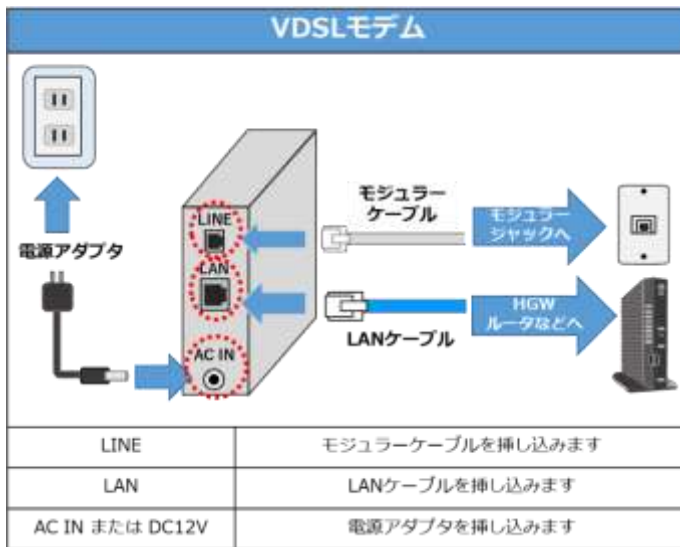 VDSLモデム
LINE
モジュラー
ケーブル
モジュラー
ジャックへ
電源アダプタ
LAN
LANケーブル
HGW
ルータなどへ
AC IN
LINE
モジュラーケーブルを挿し込みます
LAN
LANケーブルを挿し込みます
AC IN または DC12V
電源アダプタを挿し込みます